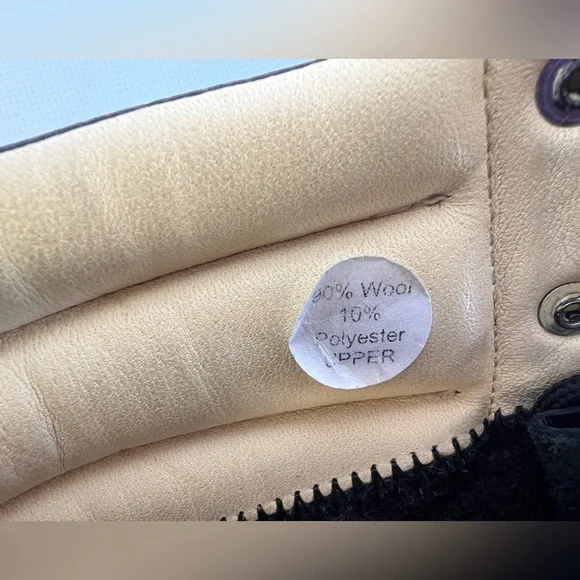 90% Wool
10%
Polyester
UPPER